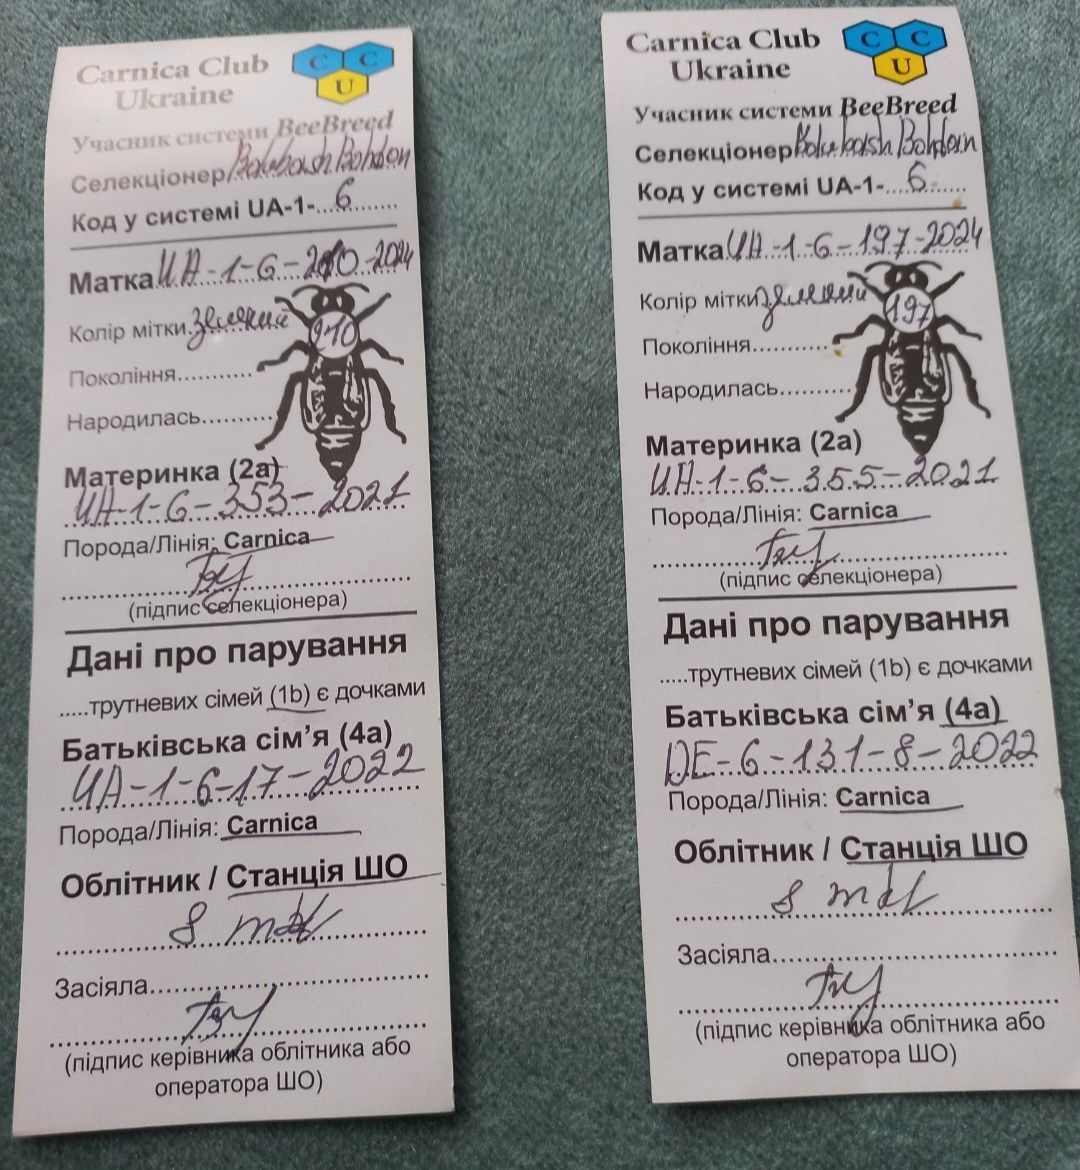 Carnica Club
Ukraine
C C
U
Учасник системи BeeBreed
Селекціонер Bokubash Bohdan
Код у системі UA-1-....6..........
Матка UA-1-6-210-2024
Колір мітки.зелений
210
Покоління...........
Народилась..........
Материнка (2a)
UA-1-6-353-2021
Порода/Лінія: Carnica
(підпис селекціонера)
Дані про парування
.....трутневих сімей (1b) є дочками
Батьківська сім’я (4a)
UA-1-6-17-2022
Порода/Лінія: Carnica
Облітник / Станція ШО
8 mdl
Засіяла
(підпис керівника облітника або
оператора ШО)
Carnica Club
Ukraine
C C
U
Учасник системи BeeBreed
Селекціонер Bokubash Bohdan
Код у системі UA-1-....6..........
Матка UA-1-6-197-2024
Колір мітки зелений
197
Покоління...........
Народилась..........
Материнка (2a)
UA-1-6-355-2021
Порода/Лінія: Carnica
(підпис селекціонера)
Дані про парування
.....трутневих сімей (1b) є дочками
Батьківська сім’я (4a)
DE-6-131-8-2022
Порода/Лінія: Carnica
Облітник / Станція ШО
8 mdl
Засіяла
(підпис керівника облітника або
оператора ШО)